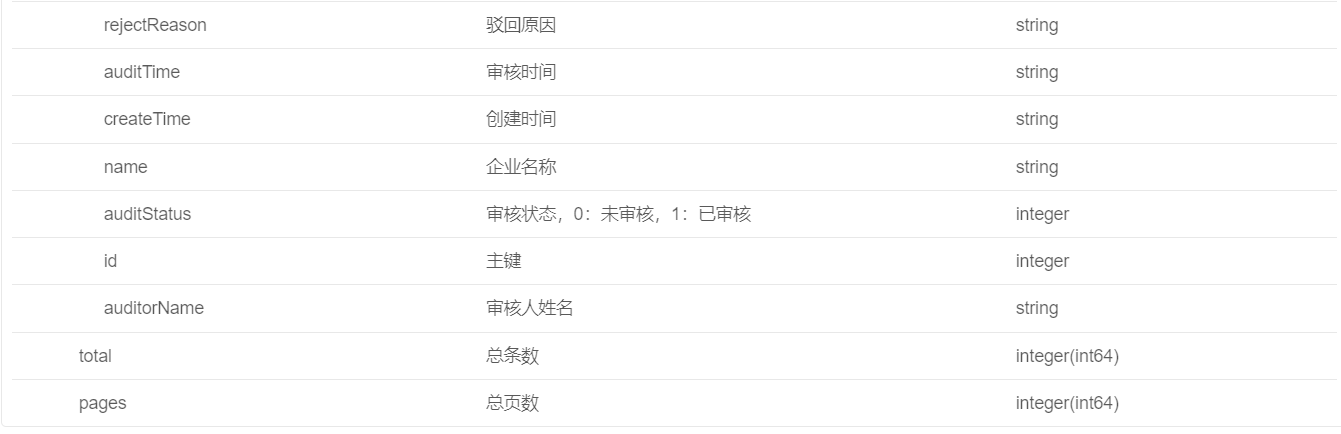 rejectReason 驳回原因 string
auditTime 审核时间 string
createTime 创建时间 string
name 企业名称 string
auditStatus 审核状态，0：未审核，1：已审核 integer
id 主键 integer
auditorName 审核人姓名 string
total 总条数 integer(int64)
pages 总页数 integer(int64)